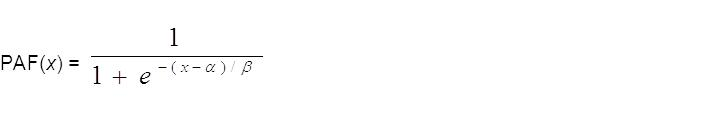 PAF(x) = 1 / 1 + e^{-(x-α)/β}